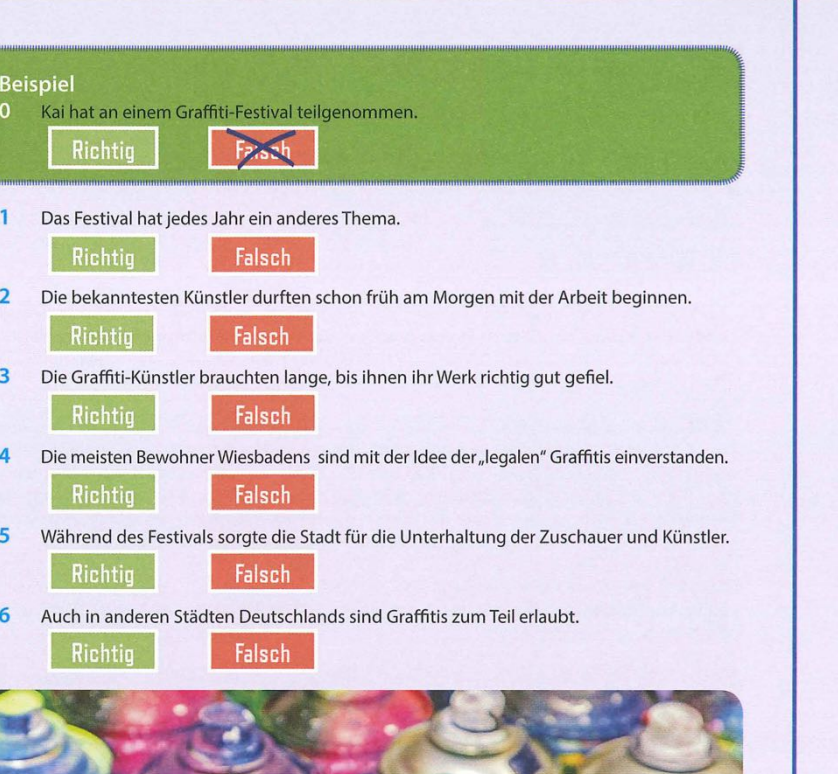 Beispiel
0 Kai hat an einem Graffiti-Festival teilgenommen.
Richtig Falsch
1 Das Festival hat jedes Jahr ein anderes Thema.
Richtig Falsch
2 Die bekanntesten Künstler durften schon früh am Morgen mit der Arbeit beginnen.
Richtig Falsch
3 Die Graffiti-Künstler brauchten lange, bis ihnen ihr Werk richtig gut gefiel.
Richtig Falsch
4 Die meisten Bewohner Wiesbadens sind mit der Idee der „legalen“ Graffitis einverstanden.
Richtig Falsch
5 Während des Festivals sorgte die Stadt für die Unterhaltung der Zuschauer und Künstler.
Richtig Falsch
6 Auch in anderen Städten Deutschlands sind Graffitis zum Teil erlaubt.
Richtig Falsch